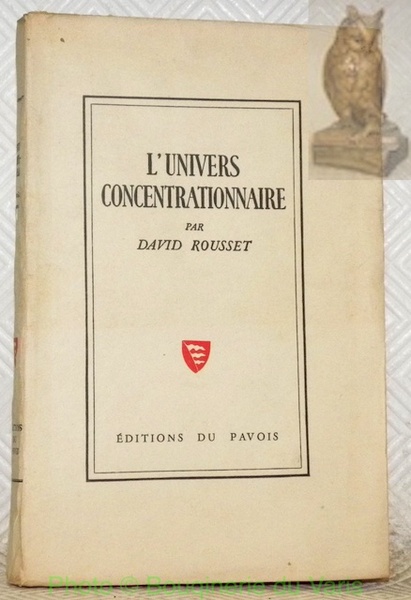 L'UNIVERS
CONCENTRATIONNAIRE
PAR
DAVID ROUSSET
ÉDITIONS DU PAVOIS
Photo © Bouquinerie du Varis